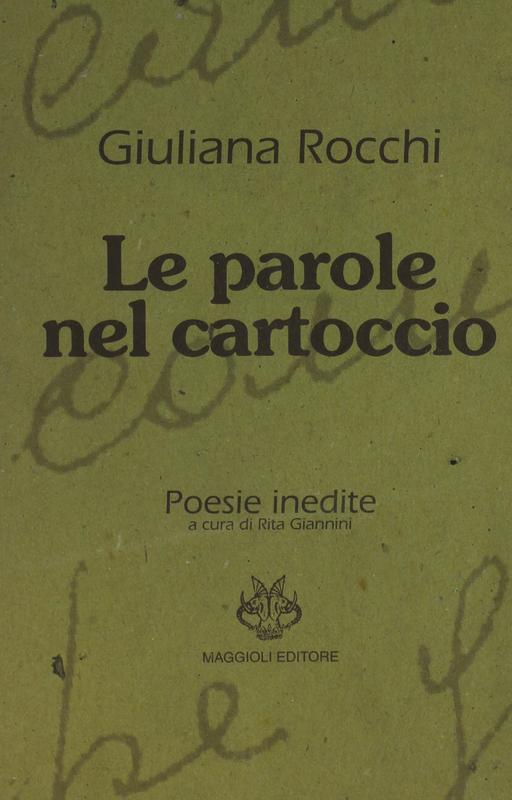 Giuliana Rocchi
Le parole
nel cartoccio
Poesie inedite
a cura di Rita Giannini
MAGGIOLI EDITORE